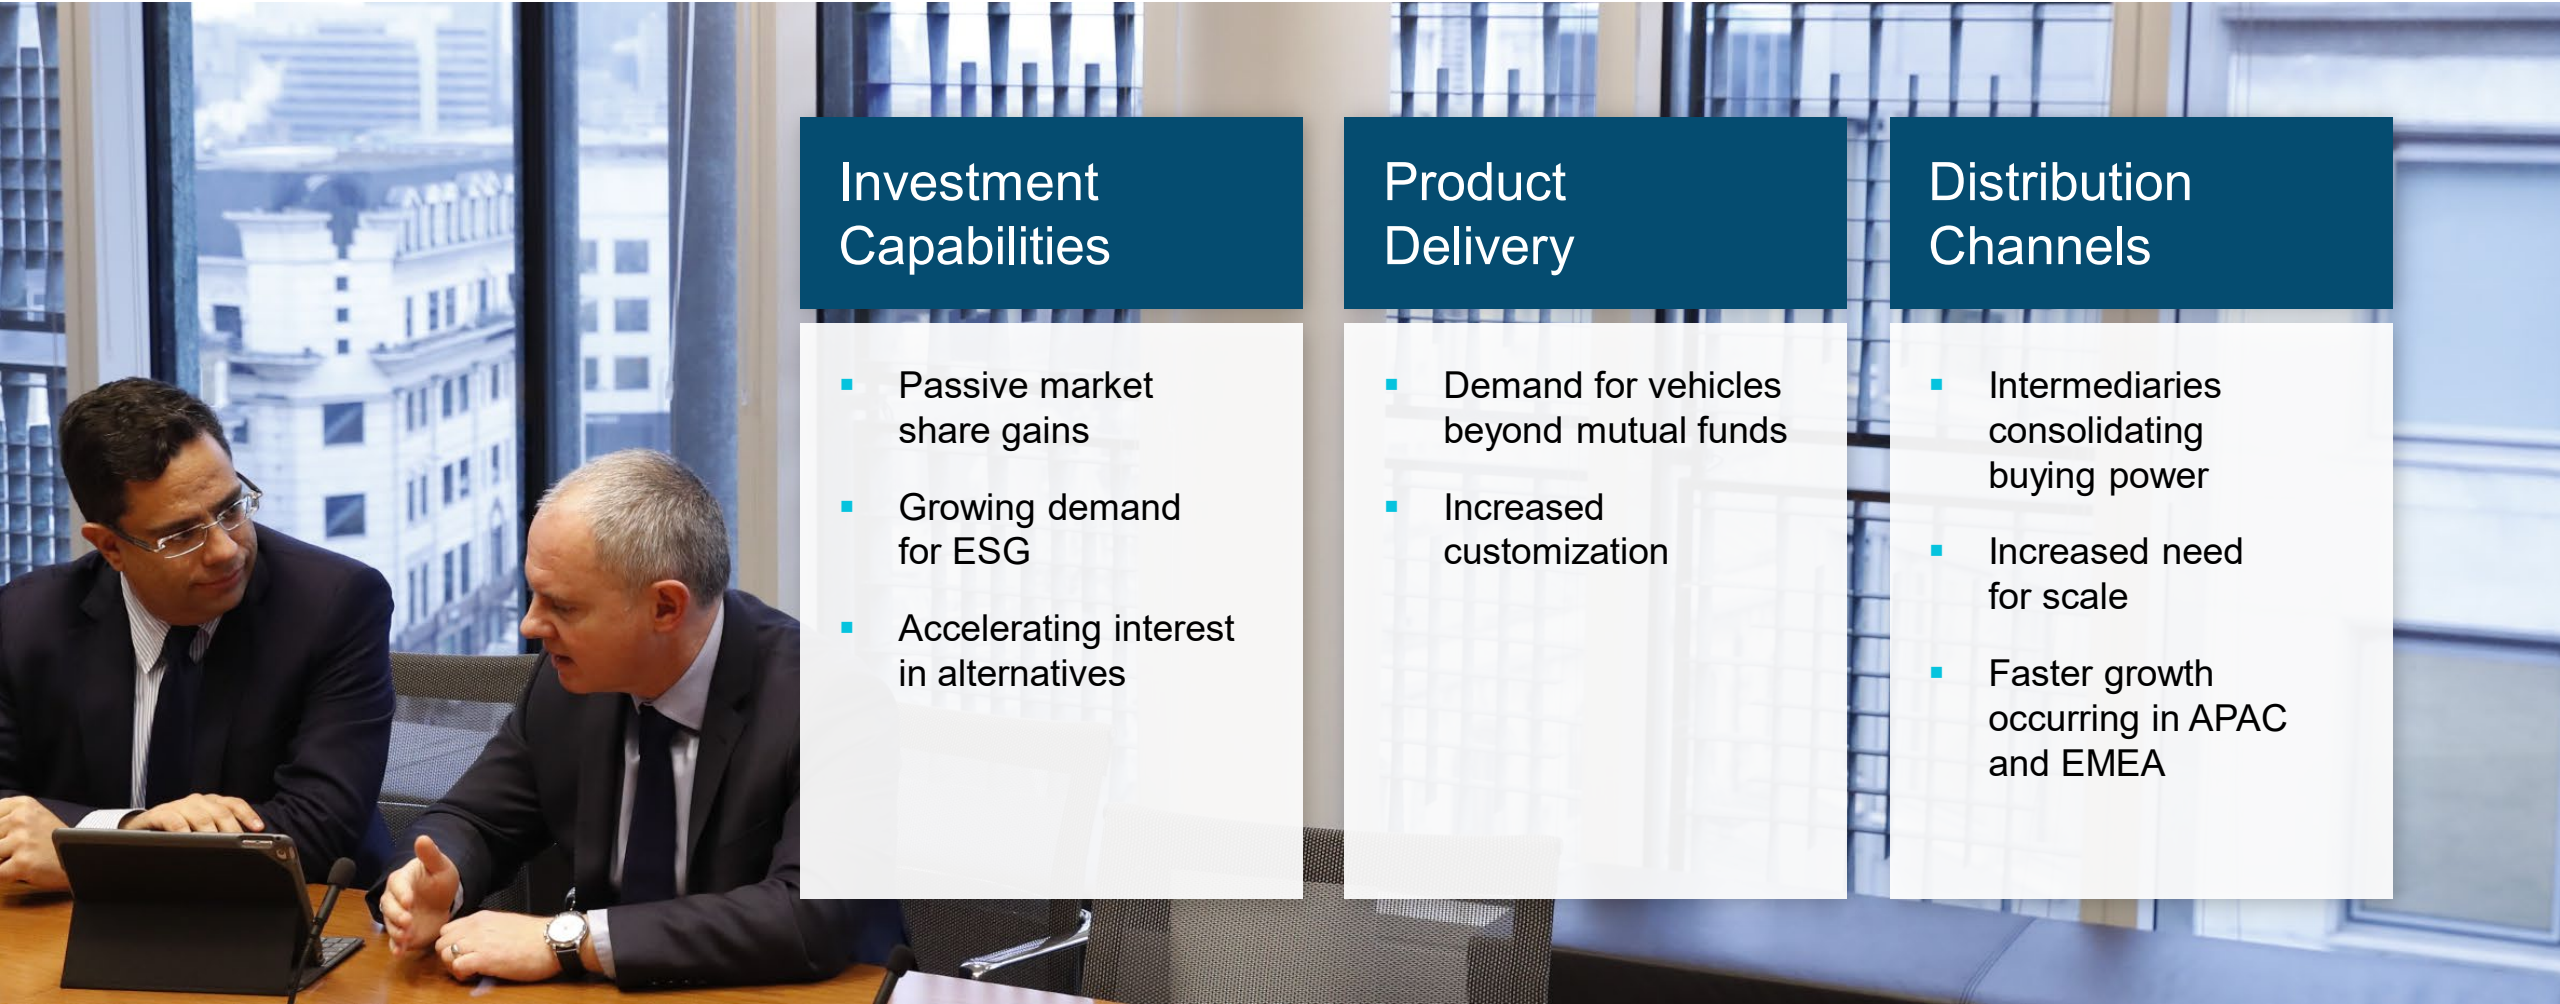 Investment
Capabilities
Passive market
share gains
Growing demand
for ESG
Accelerating interest
in alternatives
Product
Delivery
Demand for vehicles
beyond mutual funds
Increased
customization
Distribution
Channels
Intermediaries
consolidating
buying power
Increased need
for scale
Faster growth
occurring in APAC
and EMEA